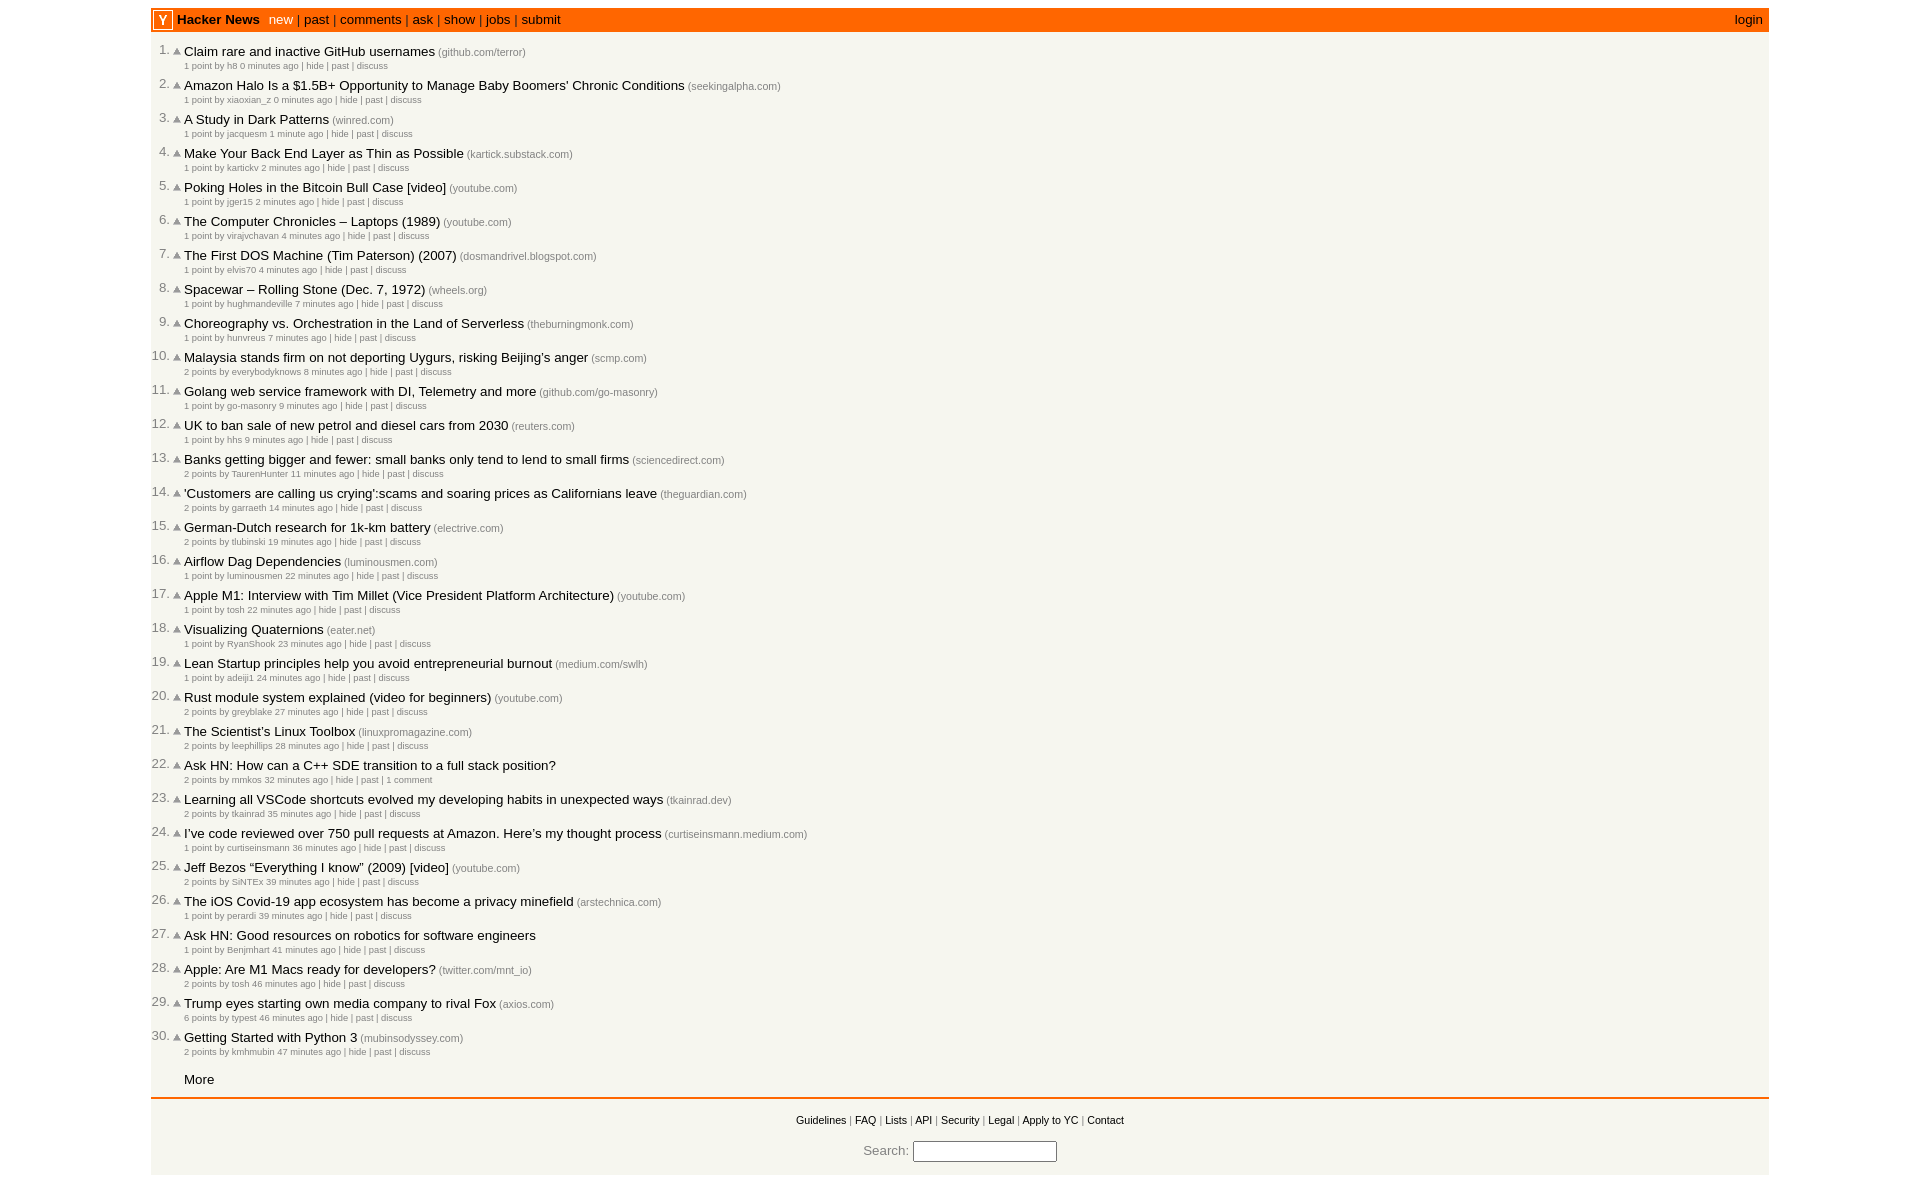 Y Hacker News new | past | comments | ask | show | jobs | submit login
1. Claim rare and inactive GitHub usernames (github.com/terror)
1 point by h8 0 minutes ago | hide | past | discuss
2. Amazon Halo Is a $1.5B+ Opportunity to Manage Baby Boomers' Chronic Conditions (seekingalpha.com)
1 point by xiaoxian_z 0 minutes ago | hide | past | discuss
3. A Study in Dark Patterns (winred.com)
1 point by jacquesm 1 minute ago | hide | past | discuss
4. Make Your Back End Layer as Thin as Possible (kartick.substack.com)
1 point by kartickv 2 minutes ago | hide | past | discuss
5. Poking Holes in the Bitcoin Bull Case [video] (youtube.com)
1 point by jger15 2 minutes ago | hide | past | discuss
6. The Computer Chronicles – Laptops (1989) (youtube.com)
1 point by virajvchavan 4 minutes ago | hide | past | discuss
7. The First DOS Machine (Tim Paterson) (2007) (dosmandrivel.blogspot.com)
1 point by elvis70 4 minutes ago | hide | past | discuss
8. Spacewar – Rolling Stone (Dec. 7, 1972) (wheels.org)
1 point by hughmandeville 7 minutes ago | hide | past | discuss
9. Choreography vs. Orchestration in the Land of Serverless (theburningmonk.com)
1 point by hunvreus 7 minutes ago | hide | past | discuss
10. Malaysia stands firm on not deporting Uygurs, risking Beijing’s anger (scmp.com)
2 points by everybodyknows 8 minutes ago | hide | past | discuss
11. Golang web service framework with DI, Telemetry and more (github.com/go-masonry)
1 point by go-masonry 9 minutes ago | hide | past | discuss
12. UK to ban sale of new petrol and diesel cars from 2030 (reuters.com)
1 point by hhs 9 minutes ago | hide | past | discuss
13. Banks getting bigger and fewer: small banks only tend to lend to small firms (sciencedirect.com)
2 points by TaurenHunter 11 minutes ago | hide | past | discuss
14. 'Customers are calling us crying':scams and soaring prices as Californians leave (theguardian.com)
2 points by garraeth 14 minutes ago | hide | past | discuss
15. German-Dutch research for 1k-km battery (electrive.com)
2 points by tlubinski 19 minutes ago | hide | past | discuss
16. Airflow Dag Dependencies (luminousmen.com)
1 point by luminousmen 22 minutes ago | hide | past | discuss
17. Apple M1: Interview with Tim Millet (Vice President Platform Architecture) (youtube.com)
1 point by tosh 22 minutes ago | hide | past | discuss
18. Visualizing Quaternions (eater.net)
1 point by RyanShook 23 minutes ago | hide | past | discuss
19. Lean Startup principles help you avoid entrepreneurial burnout (medium.com/swlh)
1 point by adeiji1 24 minutes ago | hide | past | discuss
20. Rust module system explained (video for beginners) (youtube.com)
2 points by greyblake 27 minutes ago | hide | past | discuss
21. The Scientist’s Linux Toolbox (linuxpromagazine.com)
2 points by leephillips 28 minutes ago | hide | past | discuss
22. Ask HN: How can a C++ SDE transition to a full stack position?
2 points by mmkos 32 minutes ago | hide | past | 1 comment
23. Learning all VSCode shortcuts evolved my developing habits in unexpected ways (tkainrad.dev)
2 points by tkainrad 35 minutes ago | hide | past | discuss
24. I’ve code reviewed over 750 pull requests at Amazon. Here’s my thought process (curtiseinsmann.medium.com)
1 point by curtiseinsmann 36 minutes ago | hide | past | discuss
25. Jeff Bezos “Everything I know” (2009) [video] (youtube.com)
2 points by SiNTEx 39 minutes ago | hide | past | discuss
26. The iOS Covid-19 app ecosystem has become a privacy minefield (arstechnica.com)
1 point by perardi 39 minutes ago | hide | past | discuss
27. Ask HN: Good resources on robotics for software engineers
1 point by Benjmhart 41 minutes ago | hide | past | discuss
28. Apple: Are M1 Macs ready for developers? (twitter.com/mnt_io)
2 points by tosh 46 minutes ago | hide | past | discuss
29. Trump eyes starting own media company to rival Fox (axios.com)
6 points by typest 46 minutes ago | hide | past | discuss
30. Getting Started with Python 3 (mubinsodyssey.com)
2 points by kmhmubin 47 minutes ago | hide | past | discuss
More
Guidelines | FAQ | Lists | API | Security | Legal | Apply to YC | Contact
Search: